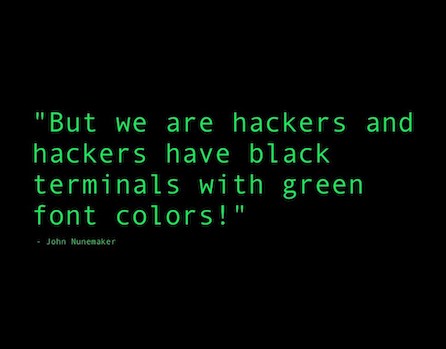 "But we are hackers and
hackers have black
terminals with green
font colors!"
- John Nunemaker